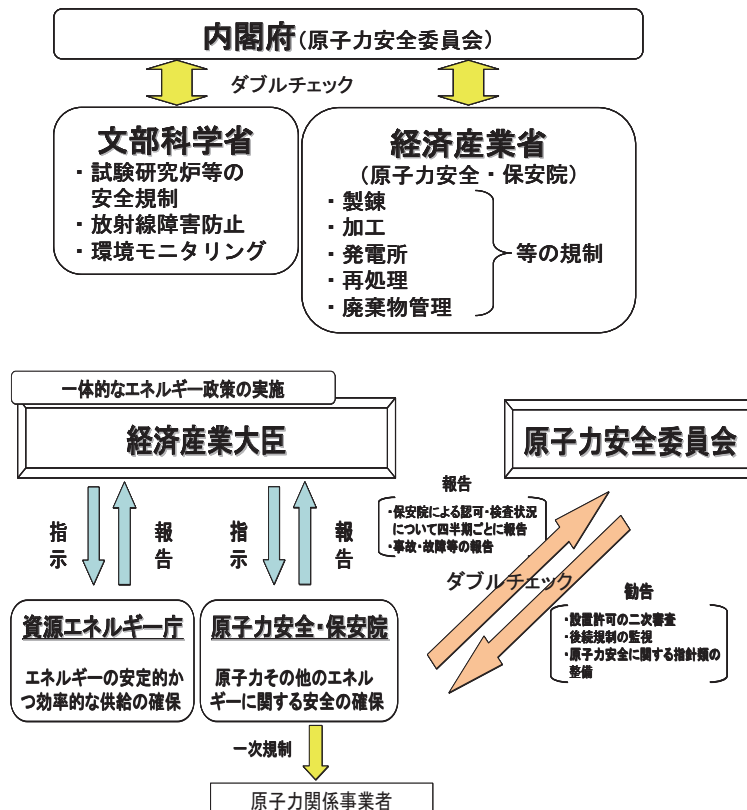 内閣府(原子力安全委員会)
ダブルチェック
文部科学省
・試験研究炉等の
安全規制
・放射線障害防止
・環境モニタリング
経済産業省
(原子力安全・保安院)
・製錬
・加工
・発電所
・再処理
・廃棄物管理
等の規制
一体的なエネルギー政策の実施
経済産業大臣
原子力安全委員会
指示
報告
指示
報告
報告
・保安院による認可・検査状況
について四半期ごとに報告
・事故・故障等の報告
ダブルチェック
勧告
・設置許可の二次審査
・後続規制の監視
・原子力安全に関する指針類の
整備
資源エネルギー庁
エネルギーの安定的か
つ効率的な供給の確保
原子力安全・保安院
原子力その他のエネル
ギーに関する安全の確保
一次規制
原子力関係事業者